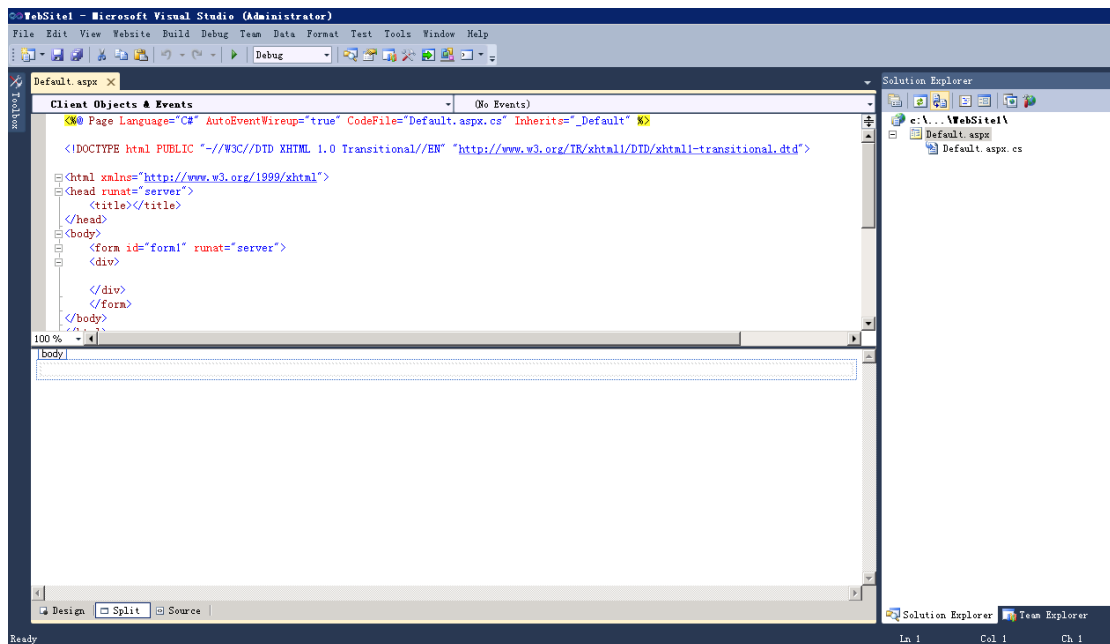 WebSite1 - Microsoft Visual Studio (Administrator)
File Edit View Website Build Debug Team Data Format Test Tools Window Help
Debug
Toolbox
Default.aspx
Client Objects & Events
(No Events)
<%@ Page Language="C#" AutoEventWireup="true" CodeFile="Default.aspx.cs" Inherits="_Default" %>
<!DOCTYPE html PUBLIC "-//W3C//DTD XHTML 1.0 Transitional//EN" "http://www.w3.org/TR/xhtml1/DTD/xhtml1-transitional.dtd">
<html xmlns="http://www.w3.org/1999/xhtml">
<head runat="server">
<title></title>
</head>
<body>
<form id="form1" runat="server">
<div>
</div>
</form>
</body>
100 %
body
Design Split Source
Solution Explorer
c:\...\WebSite1\
Default.aspx
Default.aspx.cs
Solution Explorer Team Explorer
Ready Ln 1 Col 1 Ch 1